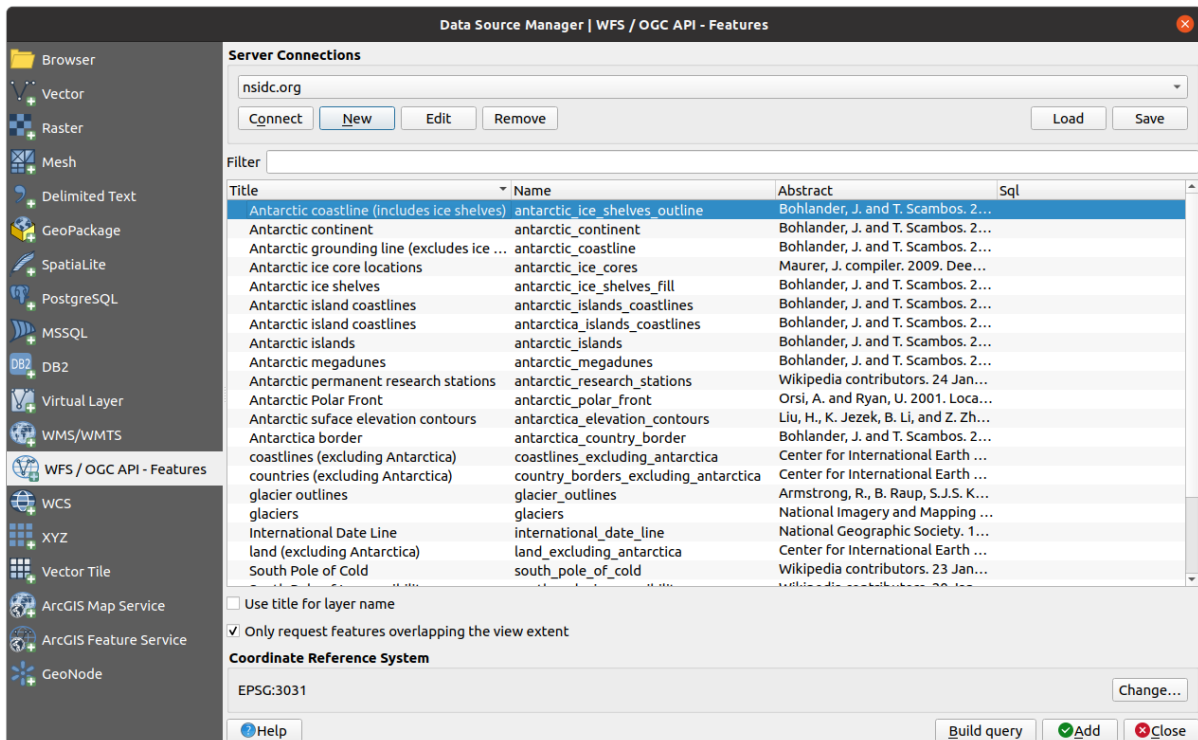 Data Source Manager | WFS / OGC API - Features
Browser
Vector
Raster
Mesh
Delimited Text
GeoPackage
SpatiaLite
PostgreSQL
MSSQL
DB2 DB2
Virtual Layer
WMS/WMTS
WFS / OGC API - Features
WCS
XYZ
Vector Tile
ArcGIS Map Service
ArcGIS Feature Service
GeoNode
Server Connections
nsidc.org
Connect New Edit Remove Load Save
Filter
Title Name Abstract Sql
Antarctic coastline (includes ice shelves) antarctic_ice_shelves_outline Bohlander, J. and T. Scambos. 2...
Antarctic continent antarctic_continent Bohlander, J. and T. Scambos. 2...
Antarctic grounding line (excludes ice ... antarctic_coastline Bohlander, J. and T. Scambos. 2...
Antarctic ice core locations antarctic_ice_cores Maurer, J. compiler. 2009. Dee...
Antarctic ice shelves antarctic_ice_shelves_fill Bohlander, J. and T. Scambos. 2...
Antarctic island coastlines antarctic_islands_coastlines Bohlander, J. and T. Scambos. 2...
Antarctic island coastlines antarctica_islands_coastlines Bohlander, J. and T. Scambos. 2...
Antarctic islands antarctic_islands Bohlander, J. and T. Scambos. 2...
Antarctic megadunes antarctic_megadunes Bohlander, J. and T. Scambos. 2...
Antarctic permanent research stations antarctic_research_stations Wikipedia contributors. 24 Jan...
Antarctic Polar Front antarctic_polar_front Orsi, A. and Ryan, U. 2001. Loca...
Antarctic suface elevation contours antarctica_elevation_contours Liu, H., K. Jezek, B. Li, and Z. Zh...
Antarctica border antarctica_country_border Bohlander, J. and T. Scambos. 2...
coastlines (excluding Antarctica) coastlines_excluding_antarctica Center for International Earth ...
countries (excluding Antarctica) country_borders_excluding_antarctica Center for International Earth ...
glacier outlines glacier_outlines Armstrong, R., B. Raup, S.J.S. K...
glaciers glaciers National Imagery and Mapping ...
International Date Line international_date_line National Geographic Society. 1...
land (excluding Antarctica) land_excluding_antarctica Center for International Earth ...
South Pole of Cold south_pole_of_cold Wikipedia contributors. 23 Jan...
Use title for layer name
Only request features overlapping the view extent
Coordinate Reference System
EPSG:3031 Change...
Help Build query Add Close